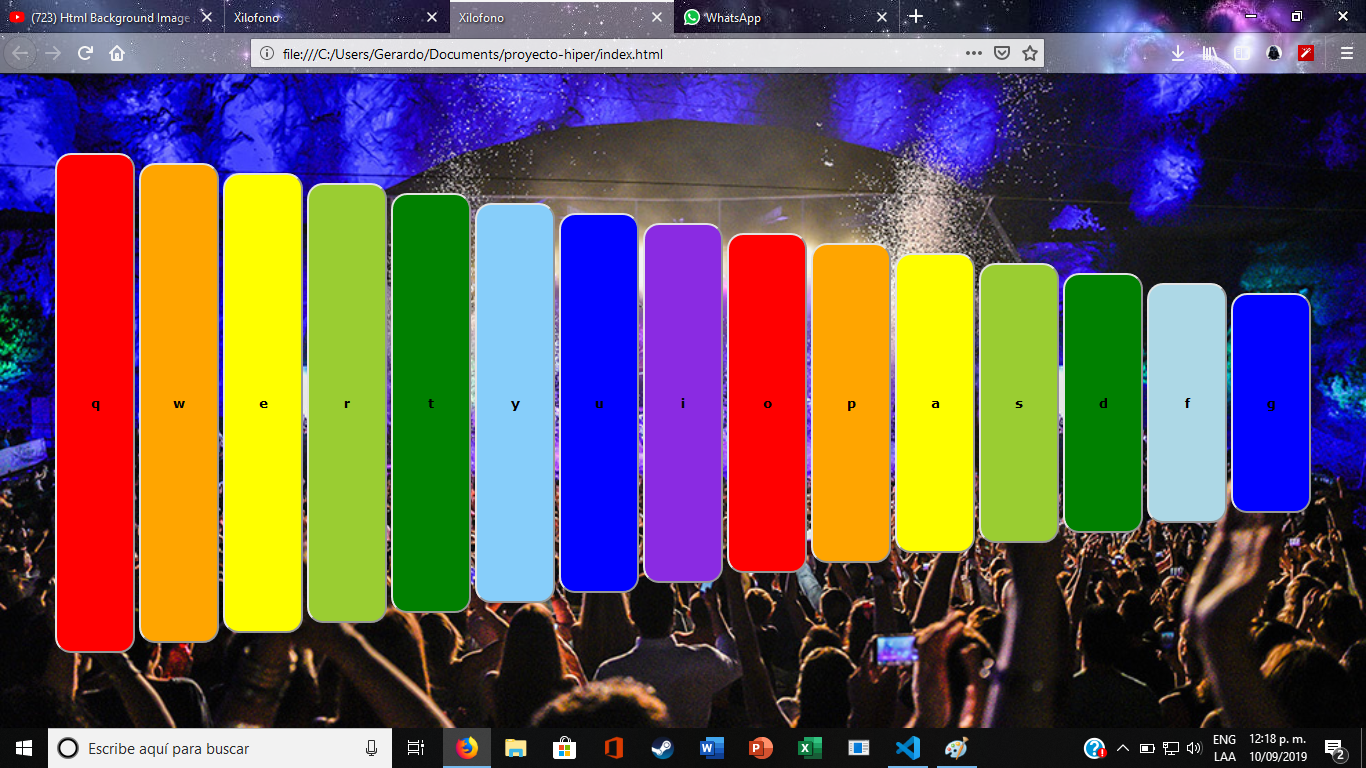 (723) Html Background Image
Xilofono
Xilofono
WhatsApp
file:///C:/Users/Gerardo/Documents/proyecto-hiper/index.html
q w e r t y u i o p a s d f g
Escribe aquí para buscar
ENG
LAA
12:18 p. m.
10/09/2019
2